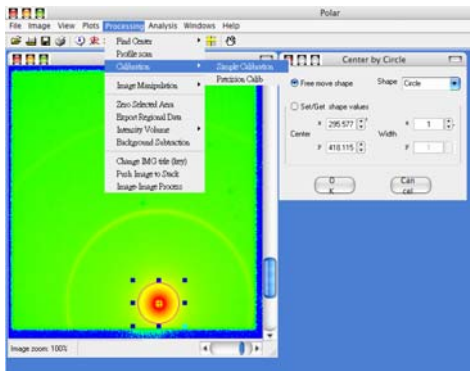 Polar
File Image View Plots Processing Analysis Windows Help
Find Center
Profile scan
Calibration
Simple Calibration
Precision Calib
Image Manipulation
Zero Selected Area
Export Regional Data
Intensity Volume
Background Subtraction
Change IMG title (key)
Push Image to Stack
Image-Image Process
Center by Circle
Free move shape Shape Circle
Set/Get shape values
Center x 295.577 Width x 1
y 418.115 y 1
O
K
Can
cel
Image zoom: 100%